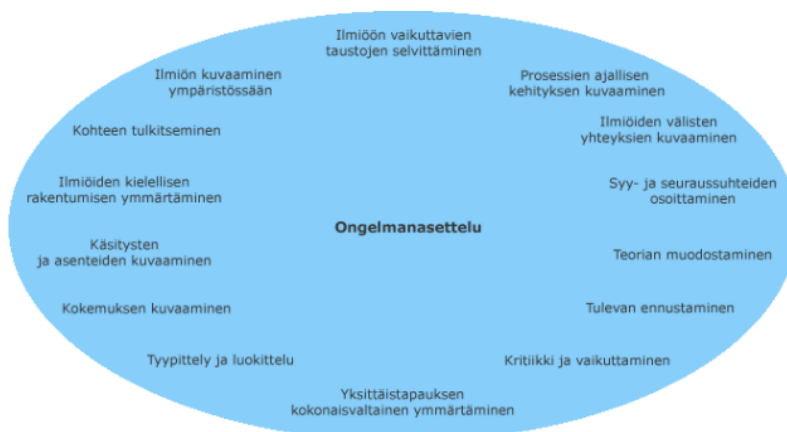 Ilmiöön vaikuttavien
taustojen selvittäminen
Ilmiön kuvaaminen
ympäristössään
Prosessien ajallisen
kehityksen kuvaaminen
Kohteen tulkitseminen
Ilmiöiden välisten
yhteyksien kuvaaminen
Ilmiöiden kielellisen
rakentumisen ymmärtäminen
Syy- ja seuraussuhteiden
osoittaminen
Ongelmanasettelu
Käsitysten
ja asenteiden kuvaaminen
Teorian muodostaminen
Kokemuksen kuvaaminen
Tulevan ennustaminen
Tyypittely ja luokittelu
Kritiikki ja vaikuttaminen
Yksittäistapauksen
kokonaisvaltainen ymmärtäminen